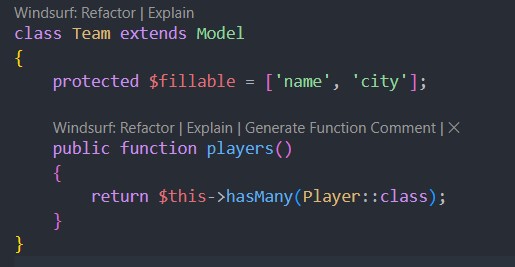 Windsurf: Refactor | Explain
class Team extends Model
{
    protected $fillable = ['name', 'city'];
    Windsurf: Refactor | Explain | Generate Function Comment | ×
    public function players()
    {
        return $this->hasMany(Player::class);
    }
}